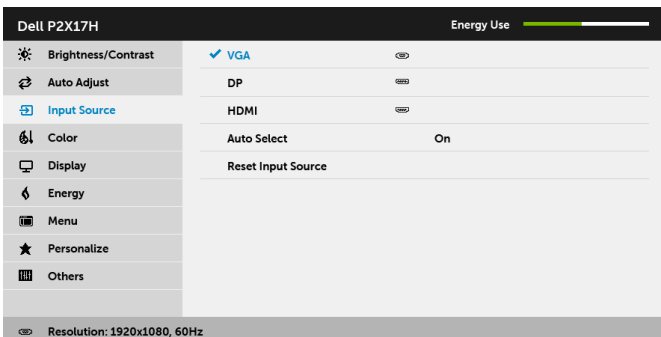 Dell P2X17H Energy Use
Brightness/Contrast VGA
Auto Adjust DP
Input Source HDMI
Color Auto Select On
Display Reset Input Source
Energy
Menu
Personalize
Others
Resolution: 1920x1080, 60Hz